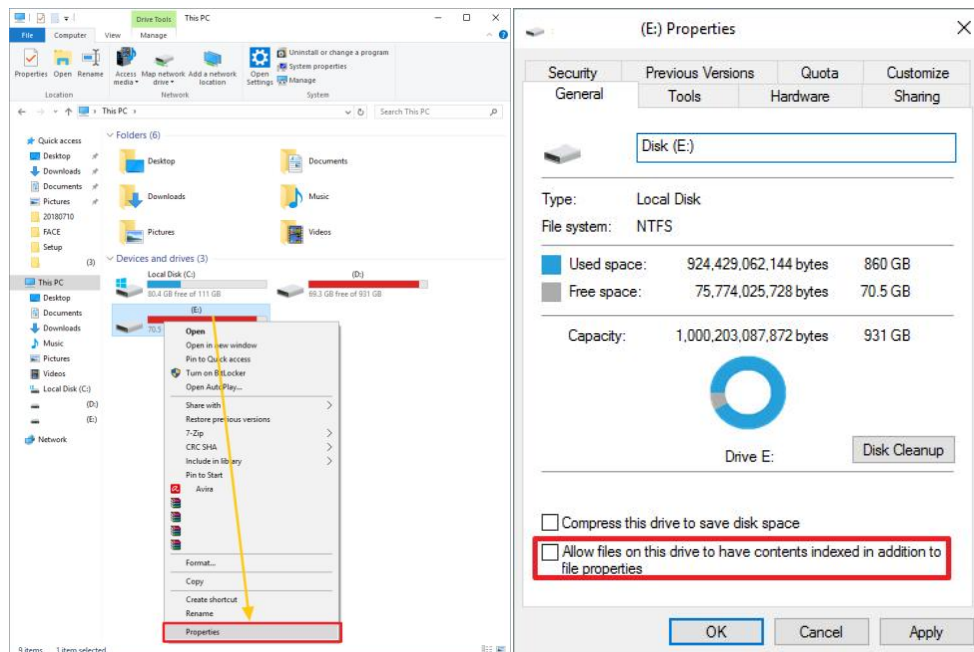 Drive Tools
This PC
File
Computer
View
Manage
Properties
Open
Rename
Access media
Map network drive
Add a network location
Open Settings
Uninstall or change a program
System properties
Manage
Location
Network
System
This PC
Search This PC
Quick access
Desktop
Downloads
Documents
Pictures
20180710
FACE
Setup
(3)
This PC
Desktop
Documents
Downloads
Music
Pictures
Videos
Local Disk (C:)
(D:)
(E:)
Network
Folders (6)
Desktop
Documents
Downloads
Music
Pictures
Videos
Devices and drives (3)
Local Disk (C:)
80.4 GB free of 111 GB
(D:)
69.3 GB free of 931 GB
(E:)
70.5
Open
Open in new window
Pin to Quick access
Turn on BitLocker
Open AutoPlay...
Share with
Restore previous versions
7-Zip
CRC SHA
Include in library
Pin to Start
Avira
Format...
Copy
Create shortcut
Rename
Properties
9 items
1 item selected
(E:) Properties
Security
Previous Versions
Quota
Customize
General
Tools
Hardware
Sharing
Disk (E:)
Type: Local Disk
File system: NTFS
Used space: 924,429,062,144 bytes 860 GB
Free space: 75,774,025,728 bytes 70.5 GB
Capacity: 1,000,203,087,872 bytes 931 GB
Drive E:
Disk Cleanup
Compress this drive to save disk space
Allow files on this drive to have contents indexed in addition to
file properties
OK
Cancel
Apply